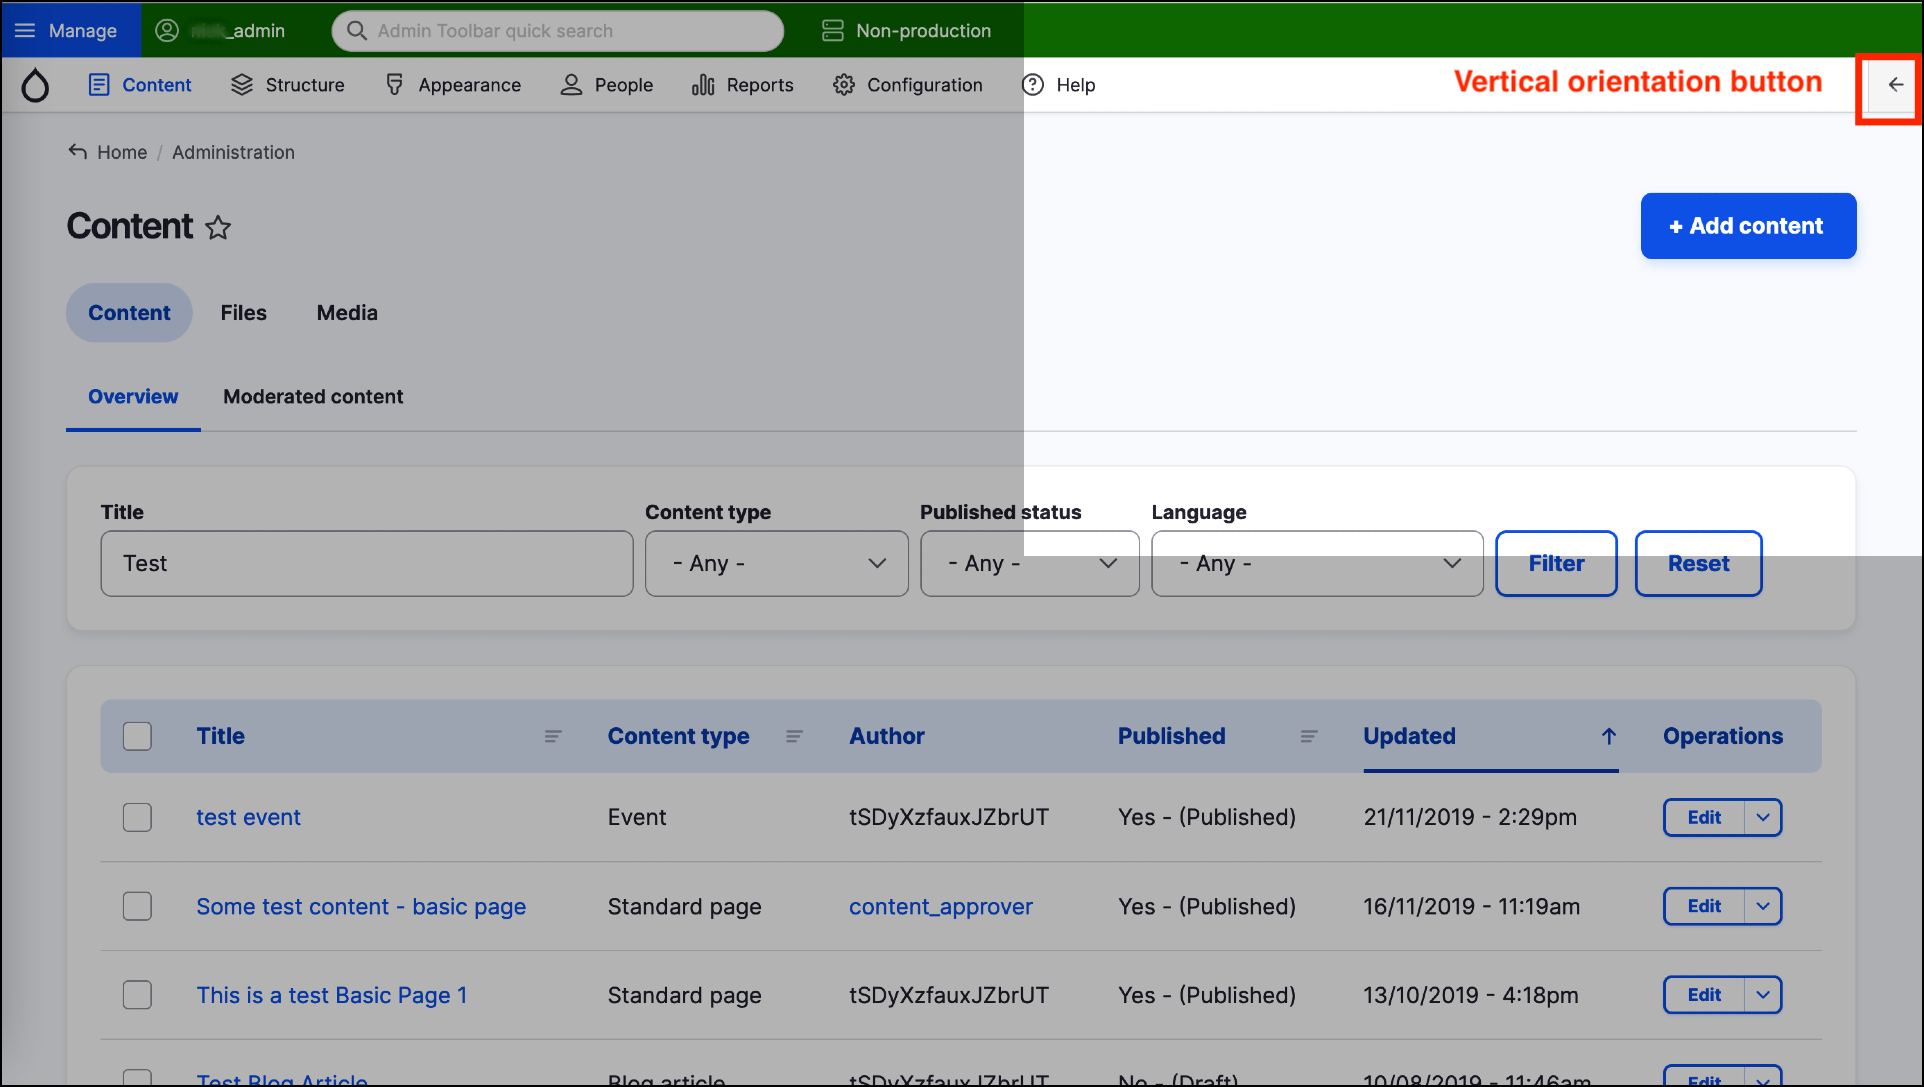 Manage _admin Admin Toolbar quick search Non-production
Content Structure Appearance People Reports Configuration Help Vertical orientation button
Home / Administration
Content
+ Add content
Content Files Media
Overview Moderated content
Title Content type Published status Language
Test - Any - - Any - - Any - Filter Reset
Title Content type Author Published Updated Operations
test event Event tSDyXzfauxJZbrUT Yes - (Published) 21/11/2019 - 2:29pm Edit
Some test content - basic page Standard page content_approver Yes - (Published) 16/11/2019 - 11:19am Edit
This is a test Basic Page 1 Standard page tSDyXzfauxJZbrUT Yes - (Published) 13/10/2019 - 4:18pm Edit
Test Blog Article Blog article tSDyXzfauxJZbrUT No - (Draft) 10/08/2019 - 11:46am Edit